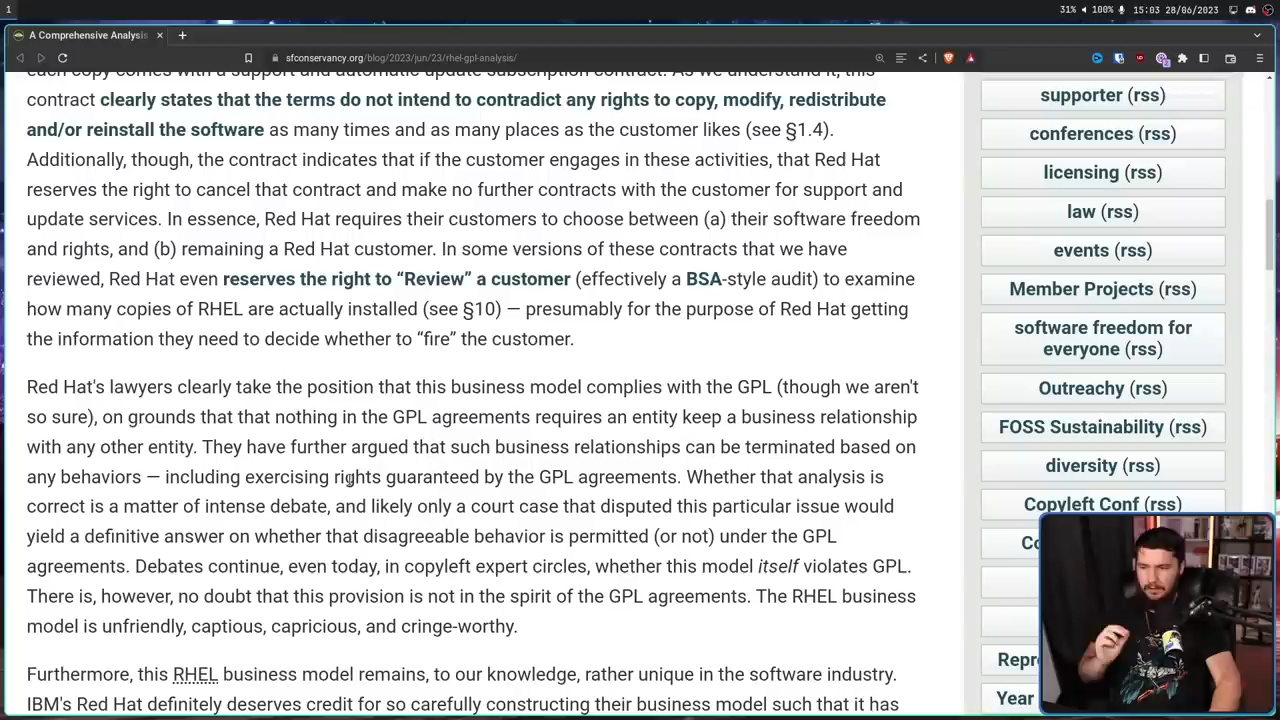 1
31% 100% 15:03 28/06/2023
A Comprehensive Analysis
sfconservancy.org/blog/2023/jun/23/rhel-gpl-analysis/
each copy comes with a support and automatic update subscription contract. As we understand it, this
contract clearly states that the terms do not intend to contradict any rights to copy, modify, redistribute
and/or reinstall the software as many times and as many places as the customer likes (see §1.4).
Additionally, though, the contract indicates that if the customer engages in these activities, that Red Hat
reserves the right to cancel that contract and make no further contracts with the customer for support and
update services. In essence, Red Hat requires their customers to choose between (a) their software freedom
and rights, and (b) remaining a Red Hat customer. In some versions of these contracts that we have
reviewed, Red Hat even reserves the right to “Review” a customer (effectively a BSA-style audit) to examine
how many copies of RHEL are actually installed (see §10) — presumably for the purpose of Red Hat getting
the information they need to decide whether to “fire” the customer.
Red Hat's lawyers clearly take the position that this business model complies with the GPL (though we aren't
so sure), on grounds that that nothing in the GPL agreements requires an entity keep a business relationship
with any other entity. They have further argued that such business relationships can be terminated based on
any behaviors — including exercising rights guaranteed by the GPL agreements. Whether that analysis is
correct is a matter of intense debate, and likely only a court case that disputed this particular issue would
yield a definitive answer on whether that disagreeable behavior is permitted (or not) under the GPL
agreements. Debates continue, even today, in copyleft expert circles, whether this model itself violates GPL.
There is, however, no doubt that this provision is not in the spirit of the GPL agreements. The RHEL business
model is unfriendly, captious, capricious, and cringe-worthy.
Furthermore, this RHEL business model remains, to our knowledge, rather unique in the software industry.
IBM's Red Hat definitely deserves credit for so carefully constructing their business model such that it has
supporter (rss)
conferences (rss)
licensing (rss)
law (rss)
events (rss)
Member Projects (rss)
software freedom for
everyone (rss)
Outreachy (rss)
FOSS Sustainability (rss)
diversity (rss)
Copyleft Conf (rss)
Co
Repr
Year